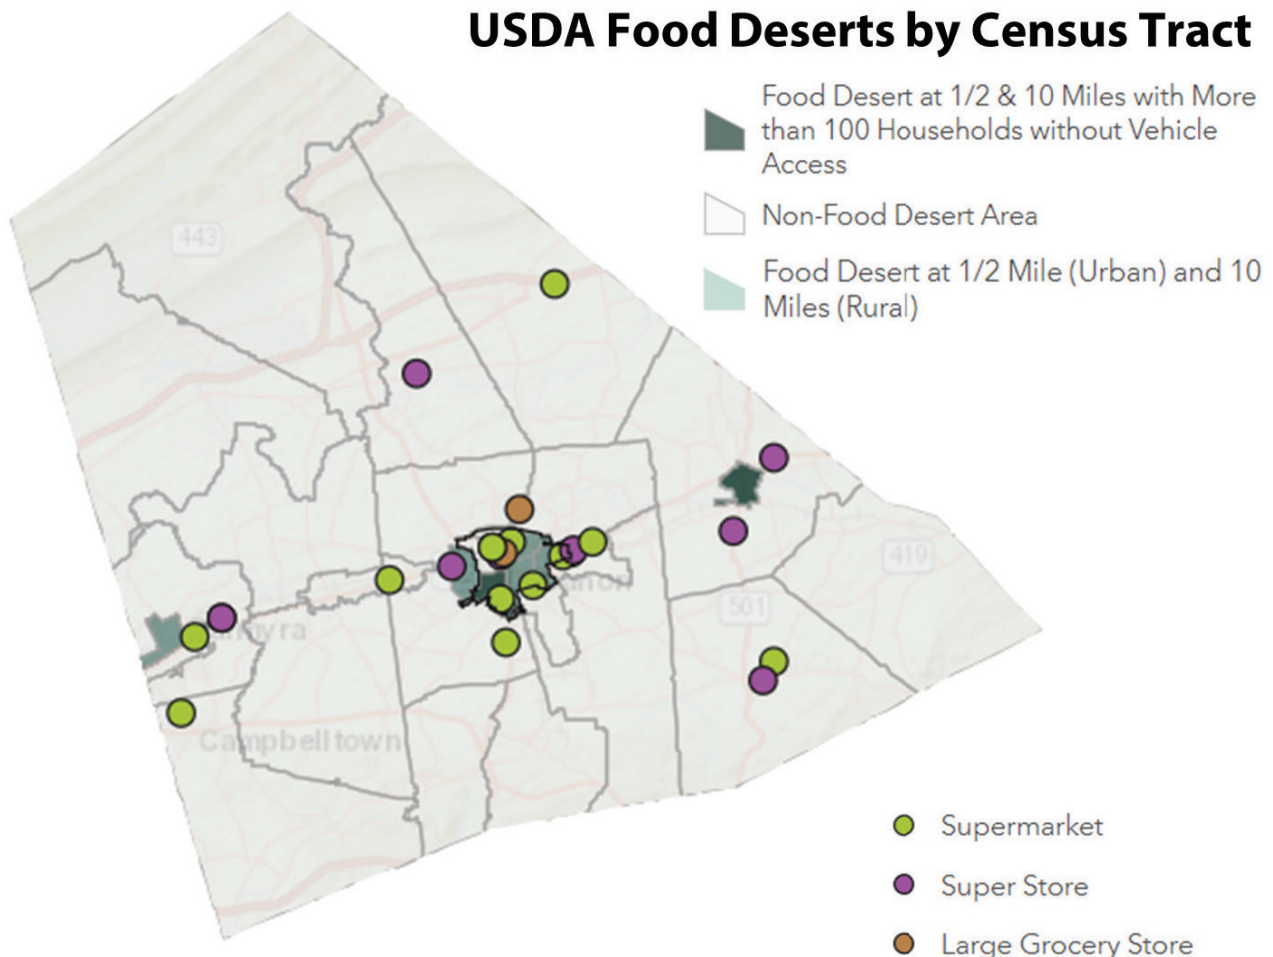 USDA Food Deserts by Census Tract
Food Desert at 1/2 & 10 Miles with More
than 100 Households without Vehicle
Access
Non-Food Desert Area
Food Desert at 1/2 Mile (Urban) and 10
Miles (Rural)
443
419
501
Campbelltown
Supermarket
Super Store
Large Grocery Store